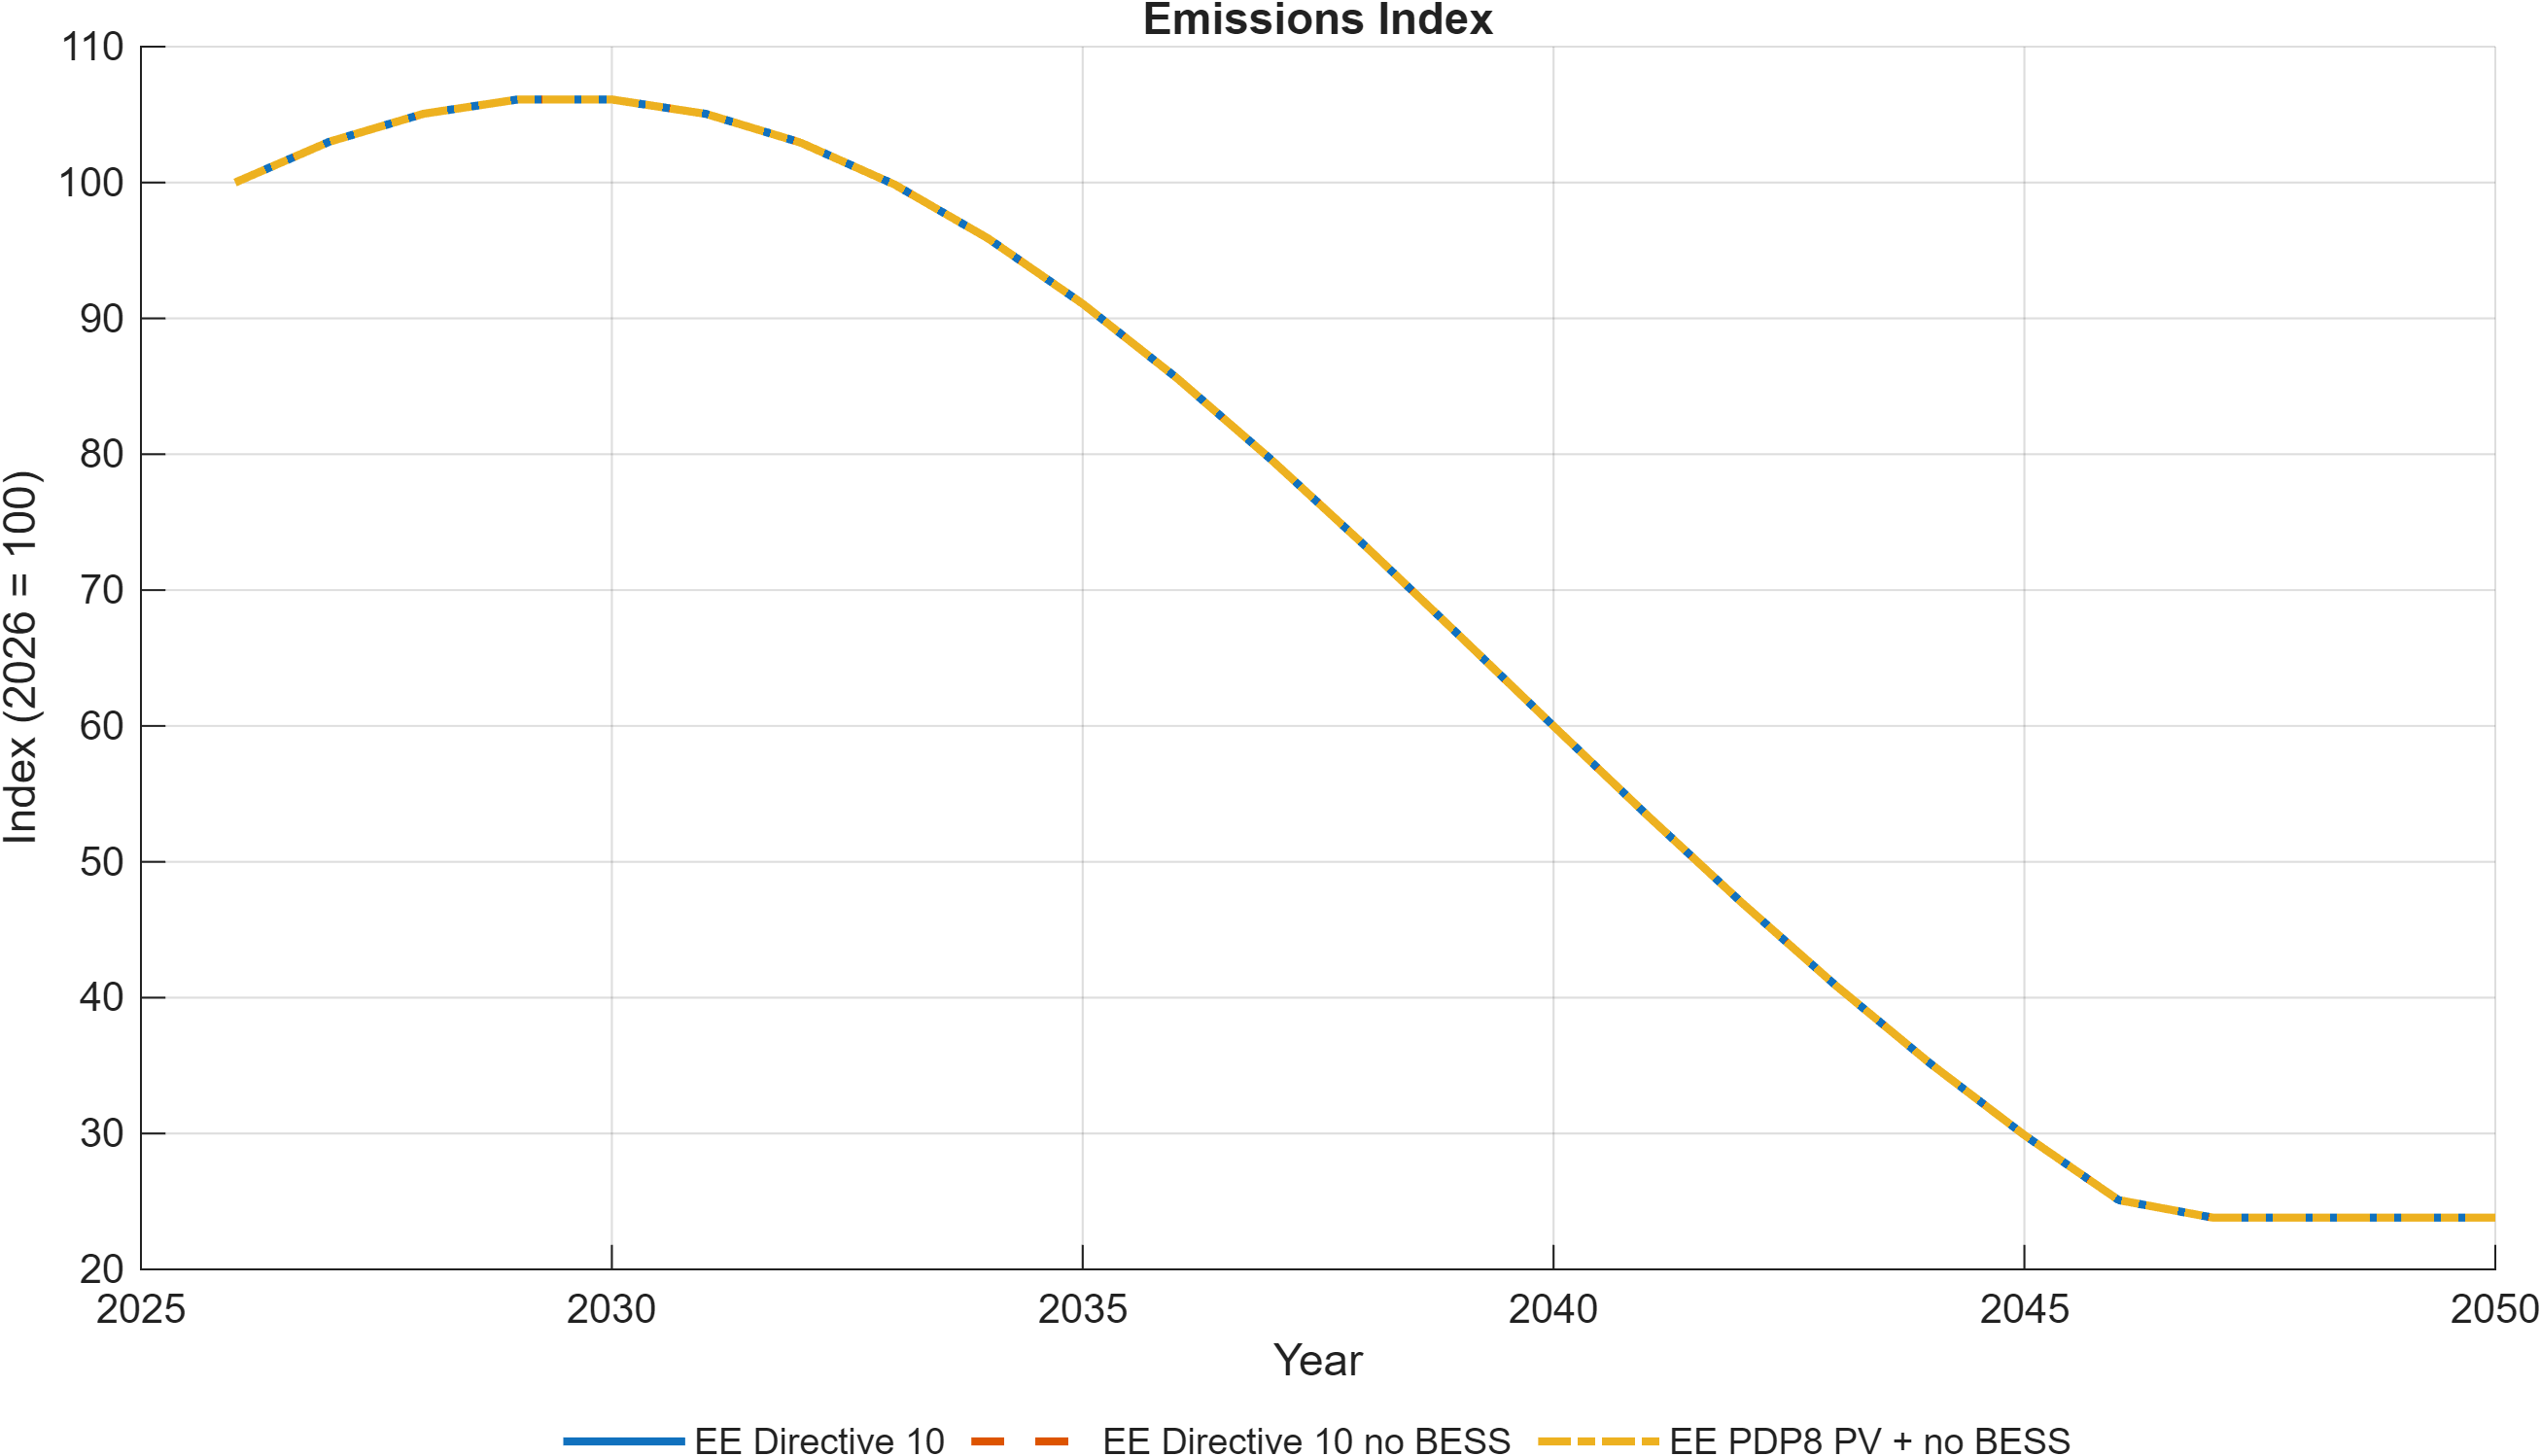 Emissions Index
110
100
90
80
70
60
50
40
30
20
Index (2026 = 100)
2025 2030 2035 2040 2045 2050
Year
EE Directive 10 EE Directive 10 no BESS EE PDP8 PV + no BESS